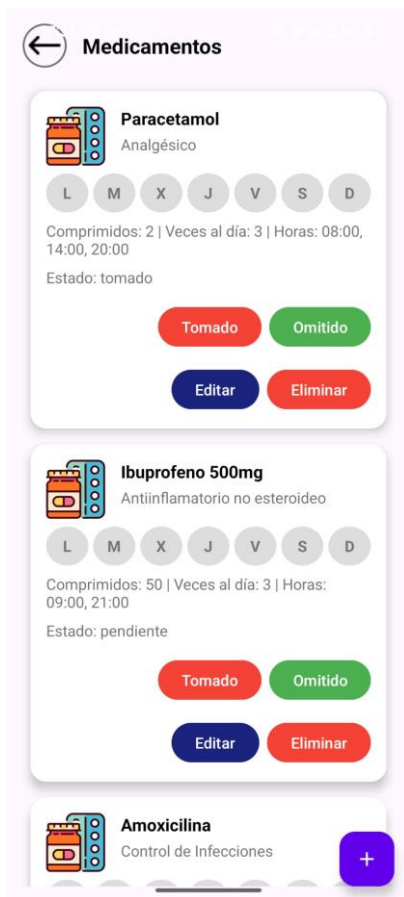 Medicamentos
Paracetamol
Analgésico
L M X J V S D
Comprimidos: 2 | Veces al día: 3 | Horas: 08:00,
14:00, 20:00
Estado: tomado
Tomado Omitido
Editar Eliminar
Ibuprofeno 500mg
Antiinflamatorio no esteroideo
L M X J V S D
Comprimidos: 50 | Veces al día: 3 | Horas:
09:00, 21:00
Estado: pendiente
Tomado Omitido
Editar Eliminar
Amoxicilina
Control de Infecciones
+